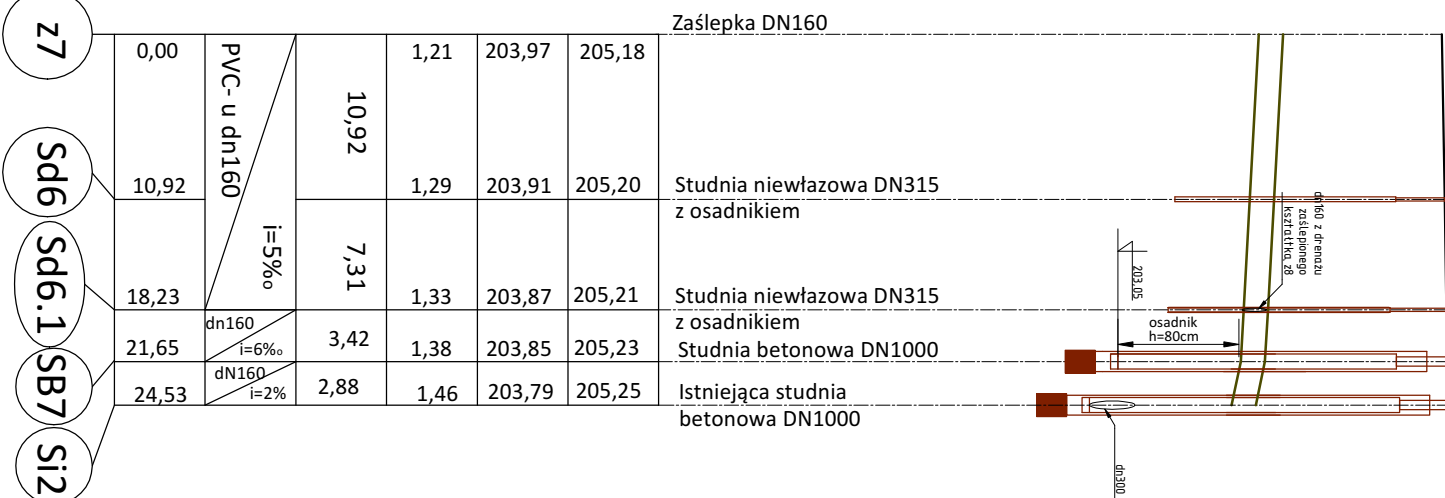 Zaślepka DN160
z7
0,00
PVC- u dn160
i=5‰
10,92
1,21
203,97
205,18
Sd6
10,92
1,29
203,91
205,20
Studnia niewłazowa DN315
z osadnikiem
Sd6.1
18,23
7,31
1,33
203,87
205,21
Studnia niewłazowa DN315
z osadnikiem
SB7
21,65
dn160
i=6‰
3,42
1,38
203,85
205,23
Studnia betonowa DN1000
Si2
24,53
dN160
i=2%
2,88
1,46
203,79
205,25
Istniejąca studnia
betonowa DN1000
dn160 z drenażu
zaślepionego
kształtką z8
203,05
osadnik
h=80cm
dn300